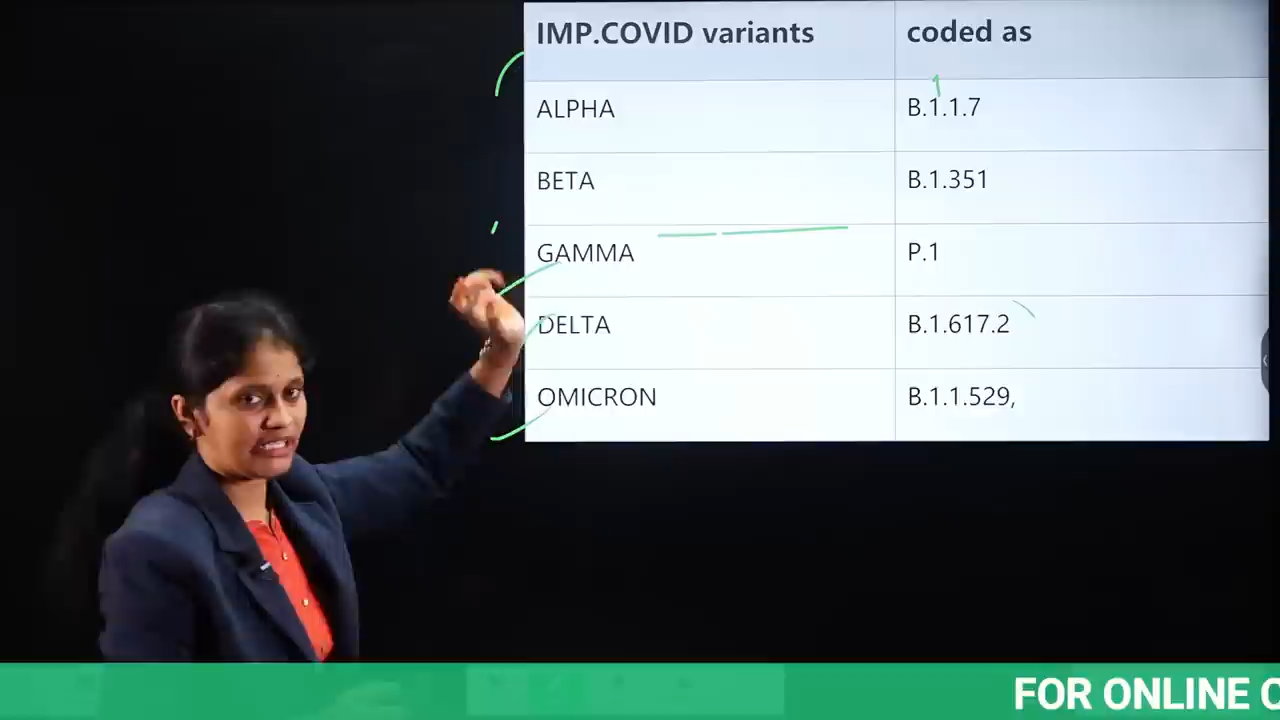 IMP.COVID variants coded as
ALPHA B.1.1.7
BETA B.1.351
GAMMA P.1
DELTA B.1.617.2
OMICRON B.1.1.529,
FOR ONLINE